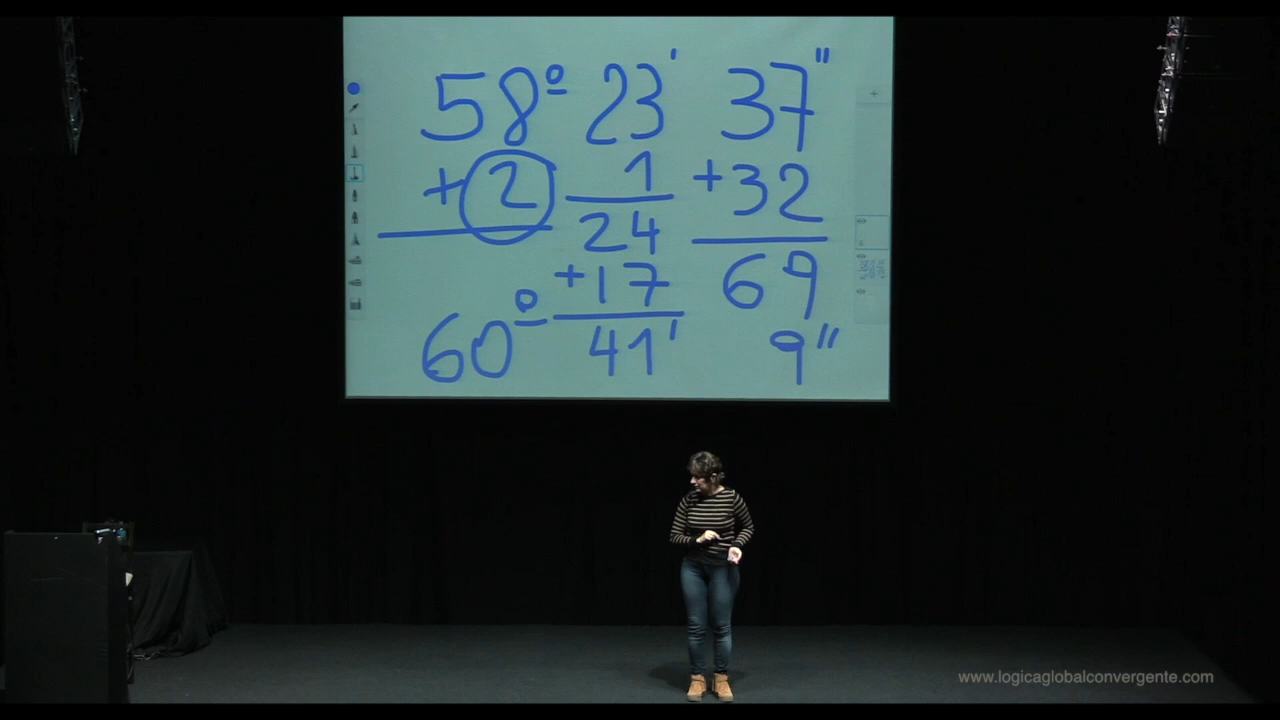 58º 23' 37"
+ 2 1 + 32
24 69
+ 17
60º 41' 9"
www.logicaglobalconvergente.com